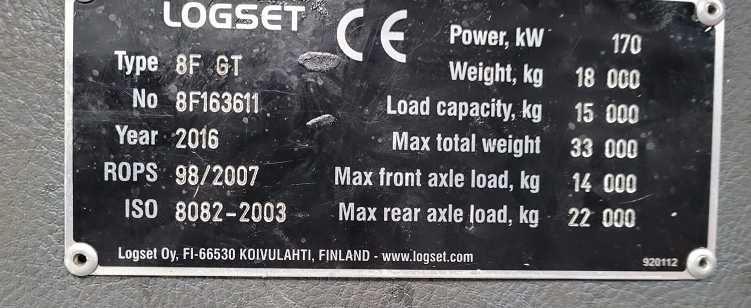 LOGSET
CE
Type 8F GT
No 8F163611
Year 2016
ROPS 98/2007
ISO 8082-2003
Power, kW 170
Weight, kg 18 000
Load capacity, kg 15 000
Max total weight 33 000
Max front axle load, kg 14 000
Max rear axle load, kg 22 000
Logset Oy, FI-66530 KOIVULAHTI, FINLAND - www.logset.com
920112